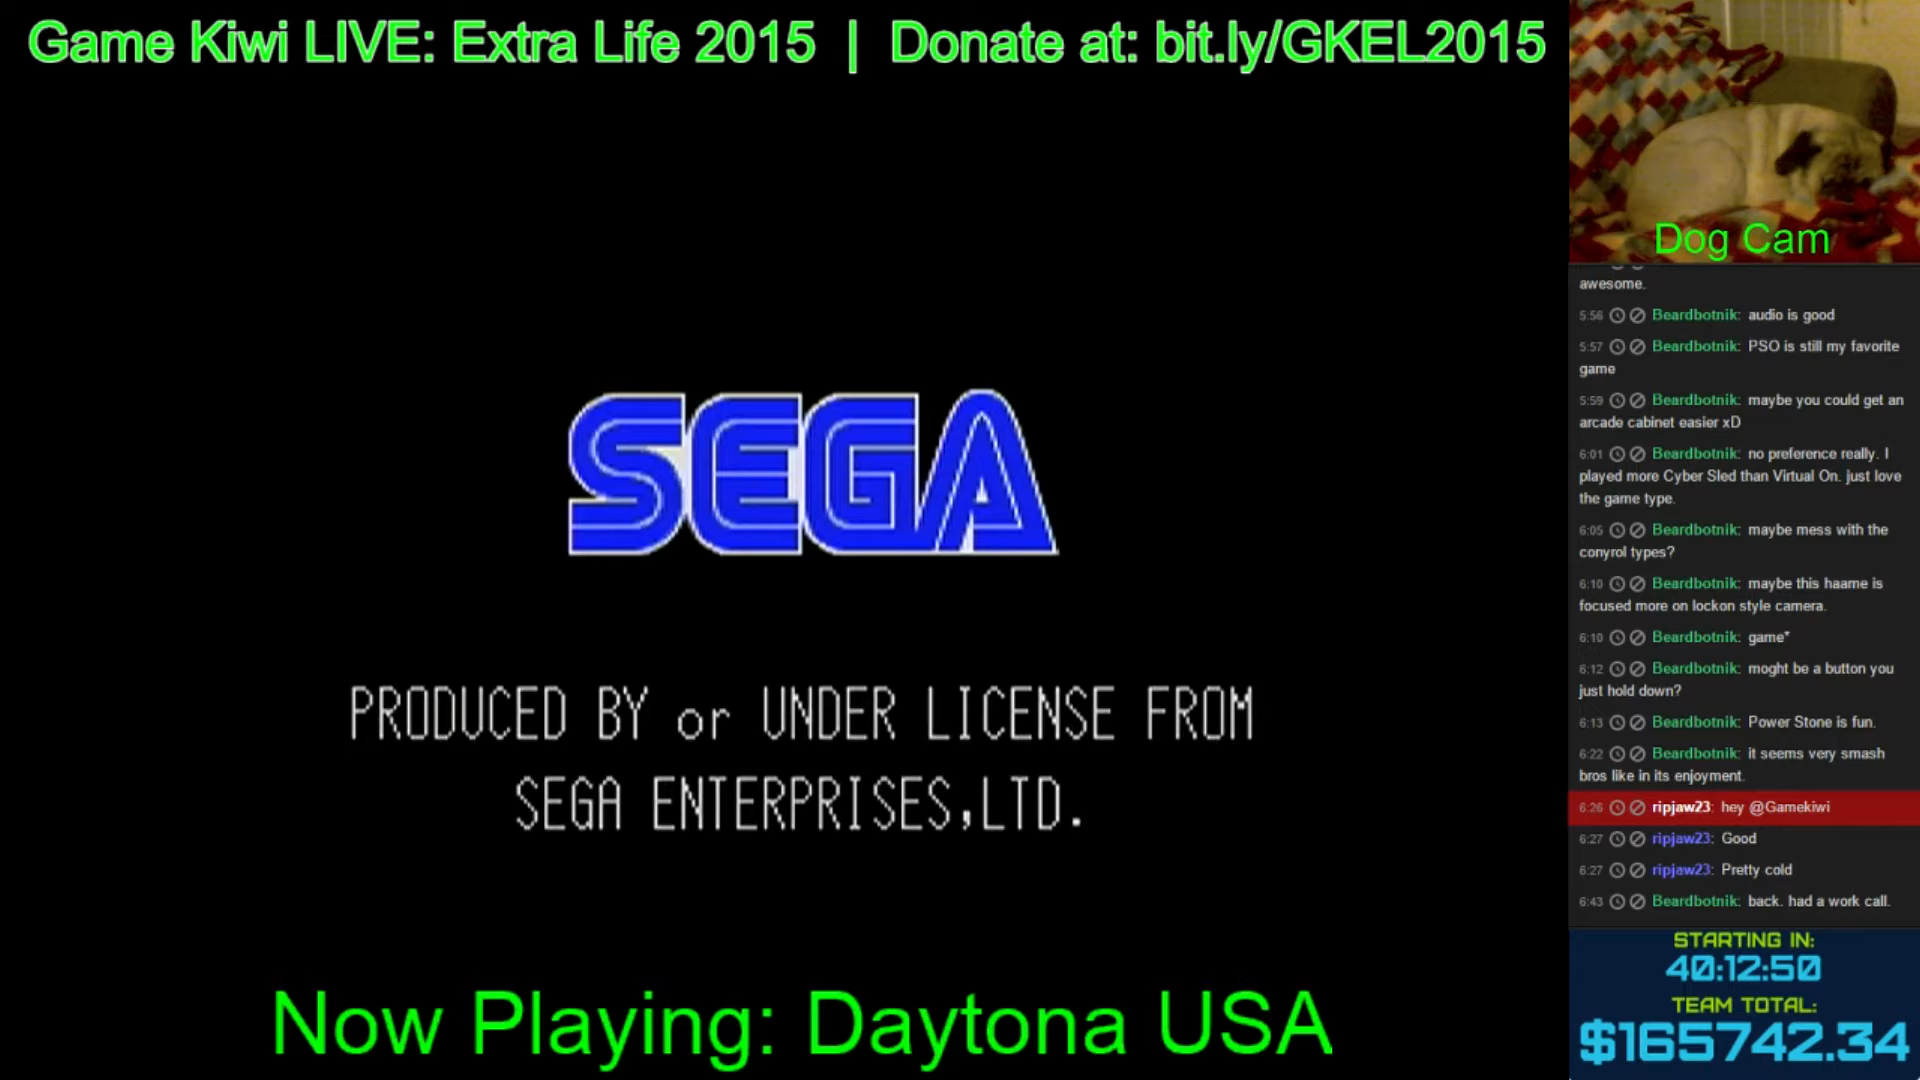 Game Kiwi LIVE: Extra Life 2015 | Donate at: bit.ly/GKEL2015
SEGA
PRODUCED BY or UNDER LICENSE FROM
SEGA ENTERPRISES,LTD.
Now Playing: Daytona USA
Dog Cam
awesome.
5:56 Beardbotnik: audio is good
5:57 Beardbotnik: PSO is still my favorite
game
5:59 Beardbotnik: maybe you could get an
arcade cabinet easier xD
6:01 Beardbotnik: no preference really. I
played more Cyber Sled than Virtual On. just love
the game type.
6:05 Beardbotnik: maybe mess with the
conyrol types?
6:10 Beardbotnik: maybe this haame is
focused more on lockon style camera.
6:10 Beardbotnik: game*
6:12 Beardbotnik: moght be a button you
just hold down?
6:13 Beardbotnik: Power Stone is fun.
6:22 Beardbotnik: it seems very smash
bros like in its enjoyment.
6:26 ripjaw23: hey @Gamekiwi
6:27 ripjaw23: Good
6:27 ripjaw23: Pretty cold
6:43 Beardbotnik: back. had a work call.
STARTING IN:
40:12:50
TEAM TOTAL:
$165742.34